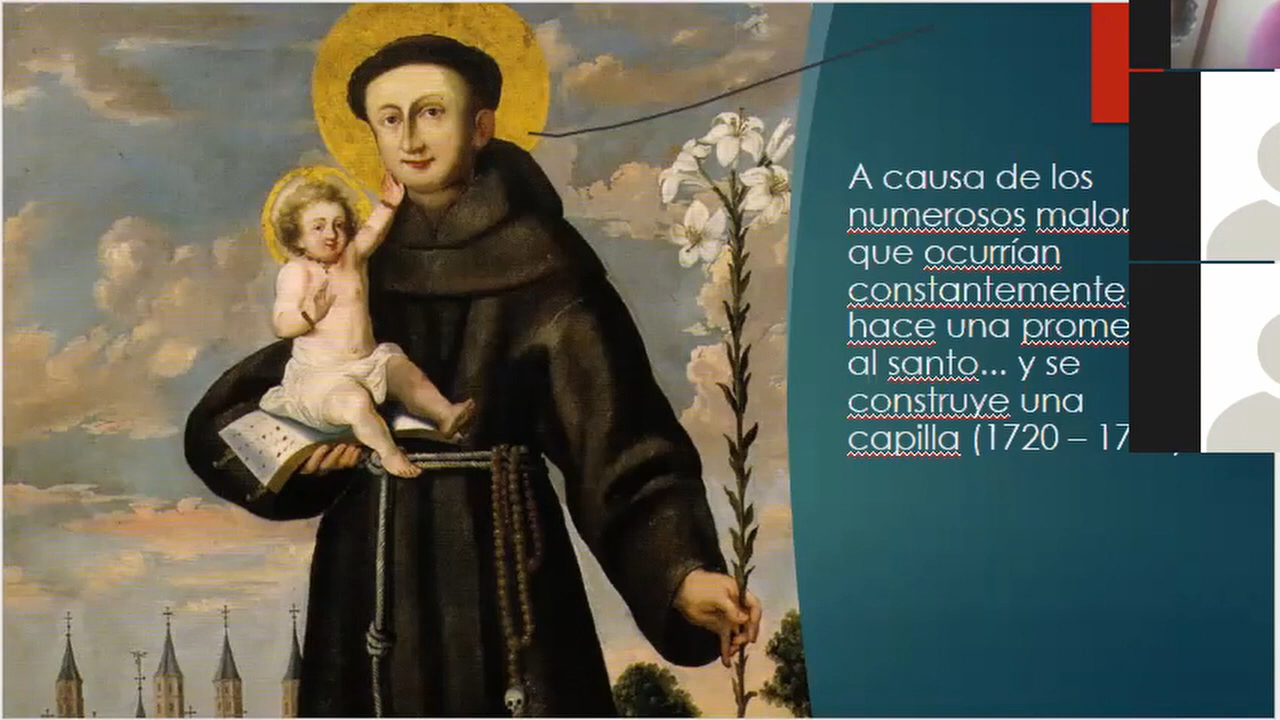 A causa de los
numerosos
que ocurrían
constantemente
hace una
al santo... y se
construye una
capilla (1720 –